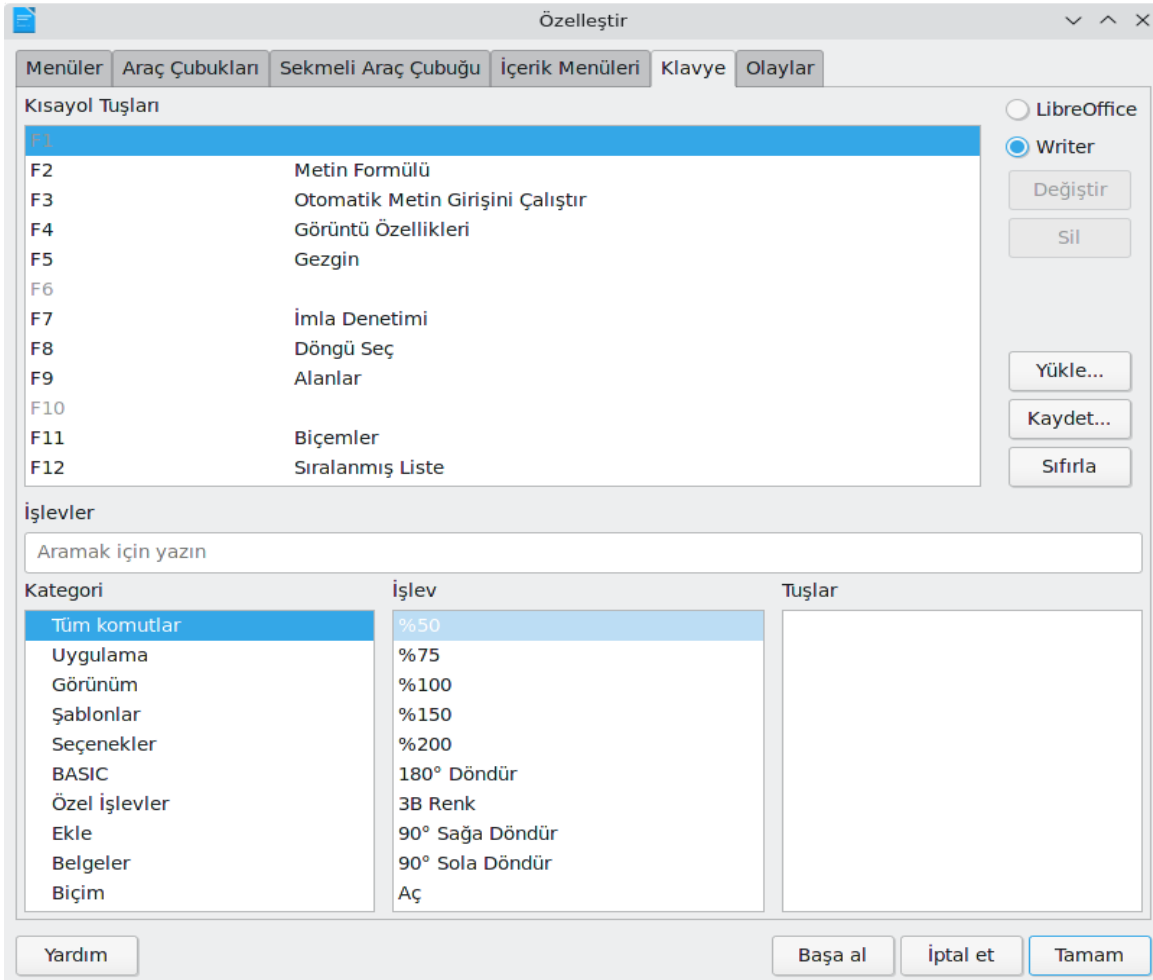 Özelleştir
Menüler Araç Çubukları Sekmeli Araç Çubuğu İçerik Menüleri Klavye Olaylar
Kısayol Tuşları
LibreOffice
F1
Writer
F2 Metin Formülü
Değiştir
F3 Otomatik Metin Girişini Çalıştır
F4 Görüntü Özellikleri
Sil
F5 Gezgin
F6
F7 İmla Denetimi
F8 Döngü Seç
Yükle...
F9 Alanlar
F10
Kaydet...
F11 Biçemler
F12 Sıralanmış Liste
Sıfırla
İşlevler
Aramak için yazın
Kategori İşlev Tuşlar
Tüm komutlar %50
Uygulama %75
Görünüm %100
Şablonlar %150
Seçenekler %200
BASIC 180° Döndür
Özel İşlevler 3B Renk
Ekle 90° Sağa Döndür
Belgeler 90° Sola Döndür
Biçim Aç
Yardım Başa al İptal et Tamam